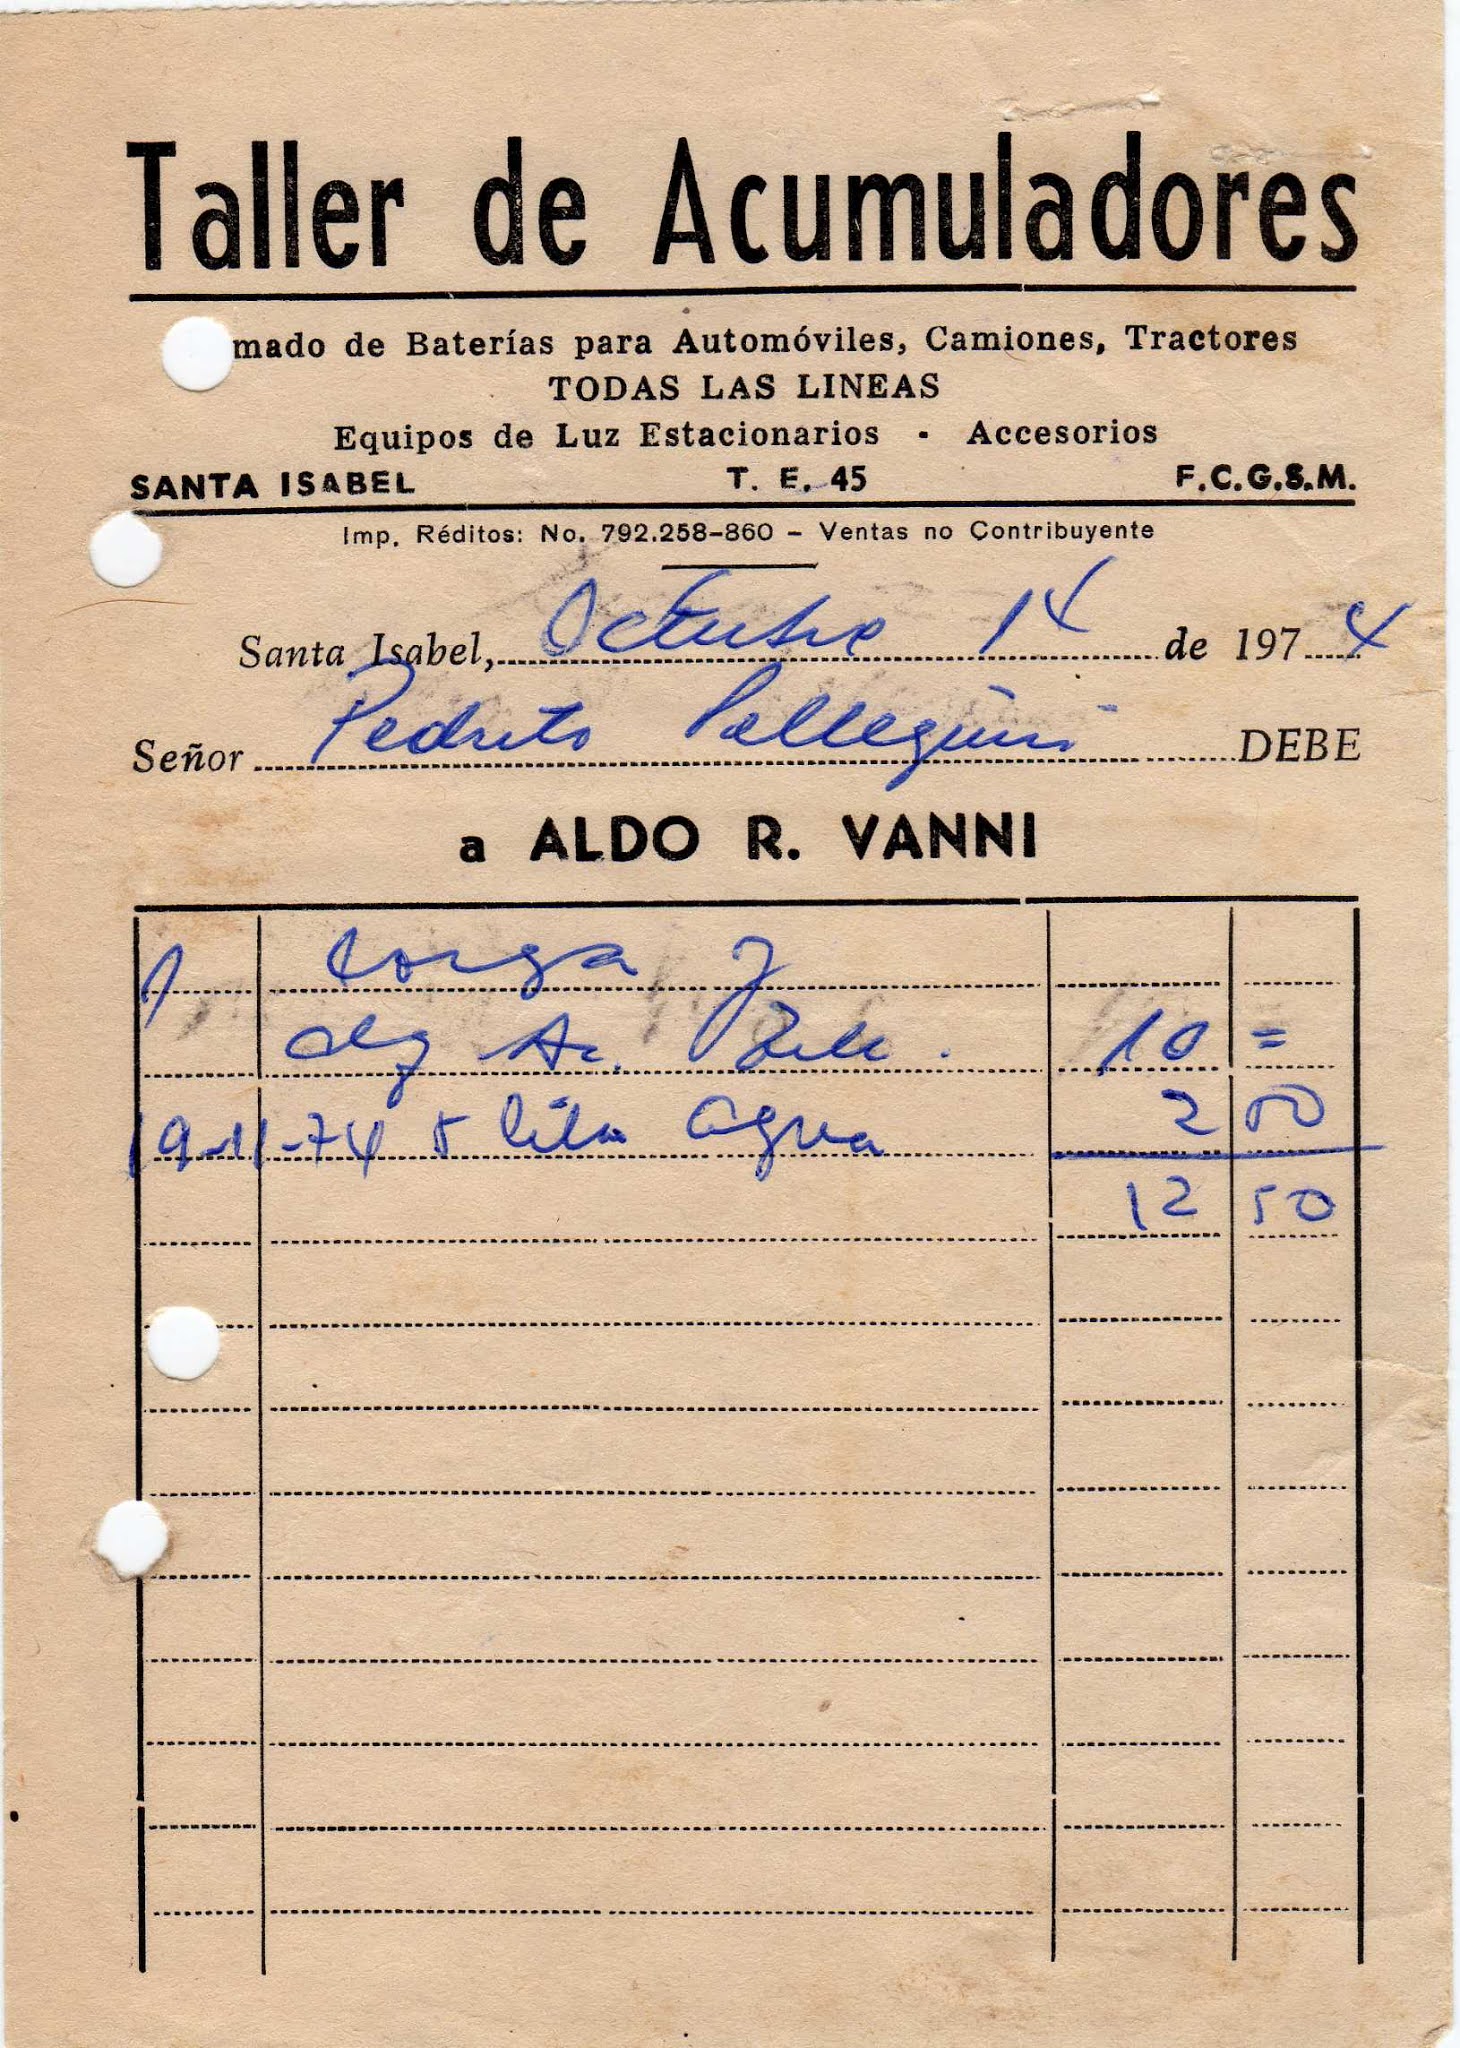 Taller de Acumuladores
mado de Baterías para Automóviles, Camiones, Tractores
TODAS LAS LINEAS
Equipos de Luz Estacionarios - Accesorios
SANTA ISABEL T. E. 45 F.C.G.S.M.
Imp. Réditos: No. 792.258-860 - Ventas no Contribuyente
Santa Isabel, Octubre 14 de 1974
Señor Pedrito Pellegrini DEBE
a ALDO R. VANNI
1 Carga y
10 =
19-11-74 5 litro agua 2 50
12 50